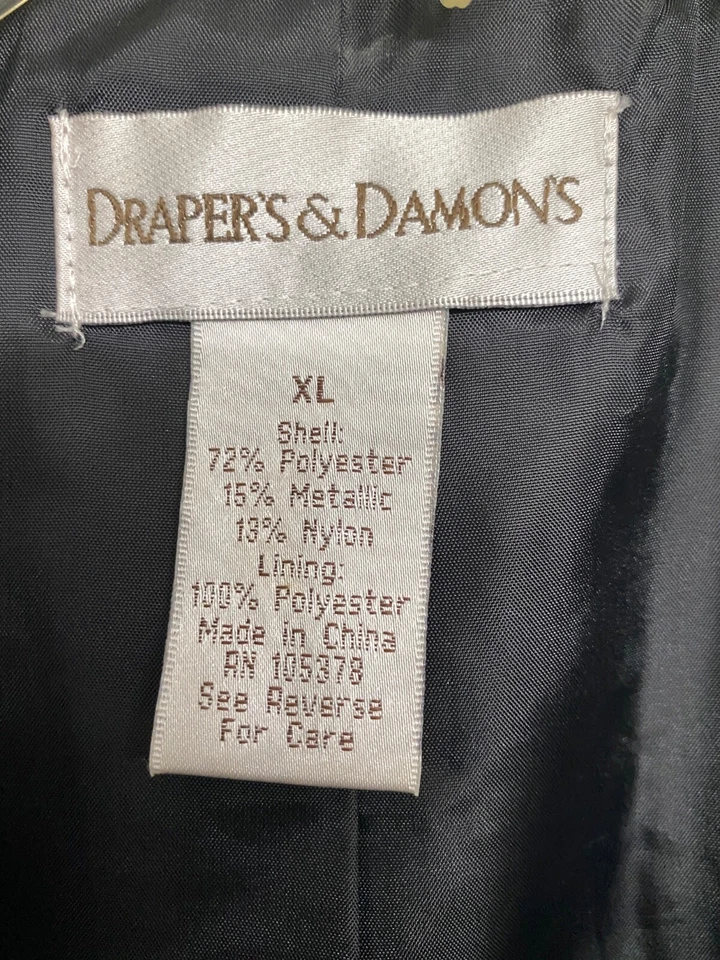 DRAPER'S & DAMON'S
XL
Shell:
72% Polyester
15% Metallic
13% Nylon
Lining:
100% Polyester
Made in China
RN 105378
See Reverse
For Care